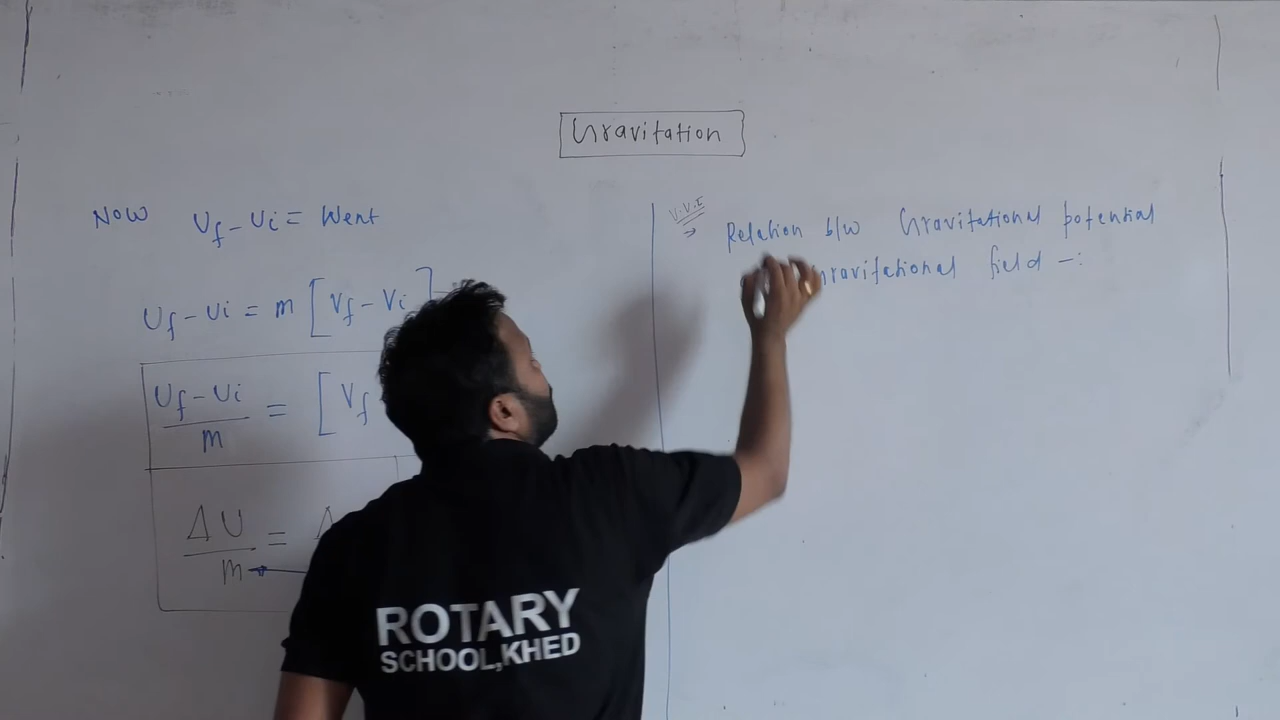 Gravitation
Now Uf - Ui = Went
Uf - Ui = m [Vf - Vi]
Uf - Ui / m = [Vf
ΔU / m =
V.V.I
→ Relation b/w Gravitational potential
Gravitational field -:
ROTARY
SCHOOL,KHED